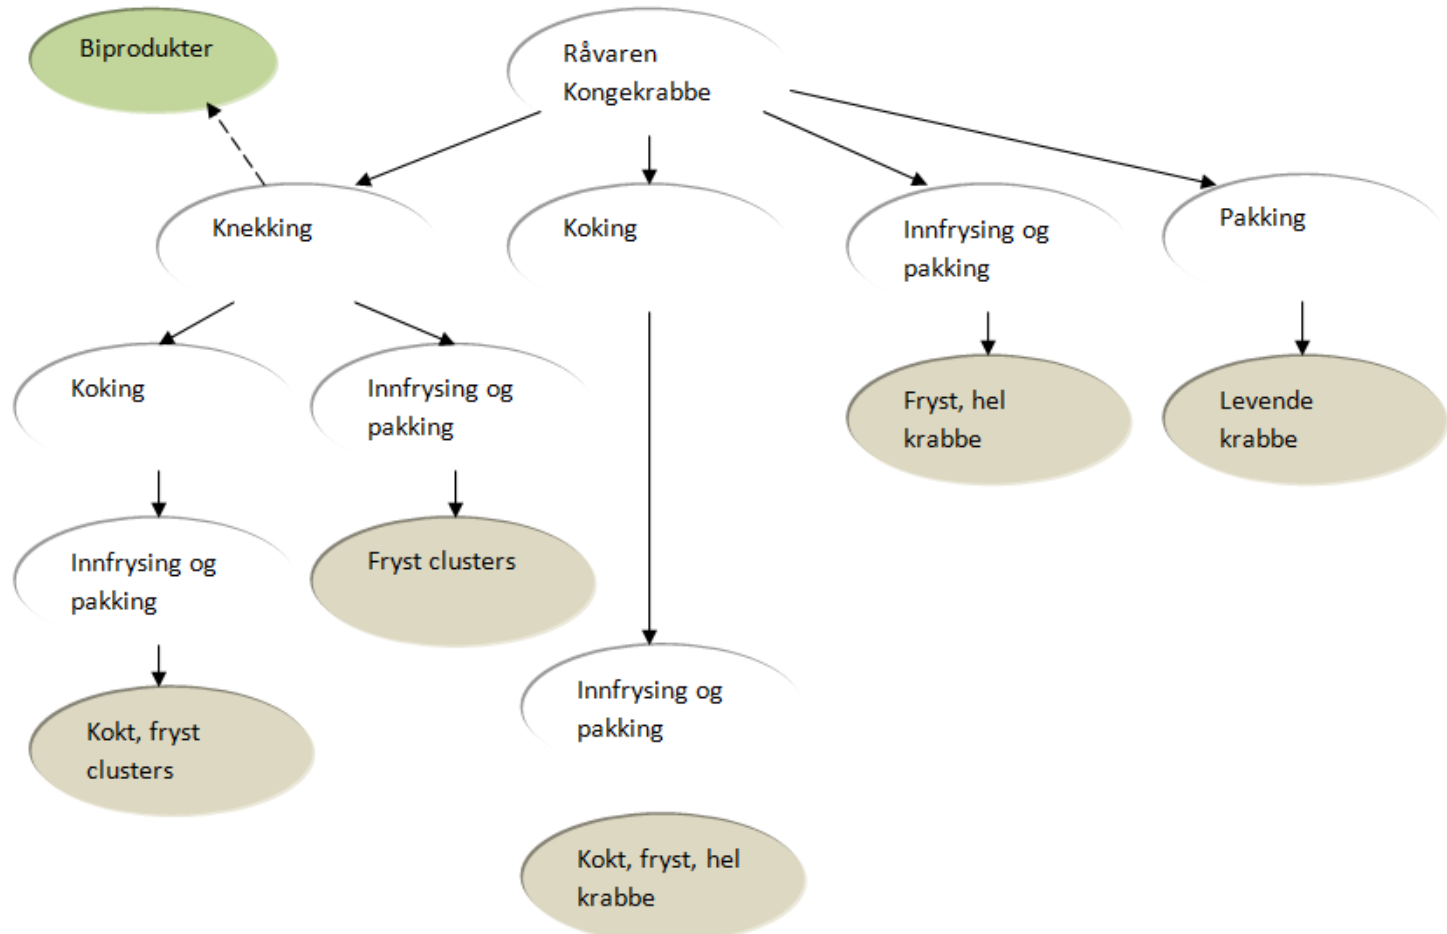 Biprodukter
Råvaren
Kongekrabbe
Knekking
Koking
Innfrysing og
pakking
Pakking
Koking
Innfrysing og
pakking
Fryst, hel
krabbe
Levende
krabbe
Innfrysing og
pakking
Fryst clusters
Innfrysing og
pakking
Kokt, fryst
clusters
Kokt, fryst, hel
krabbe